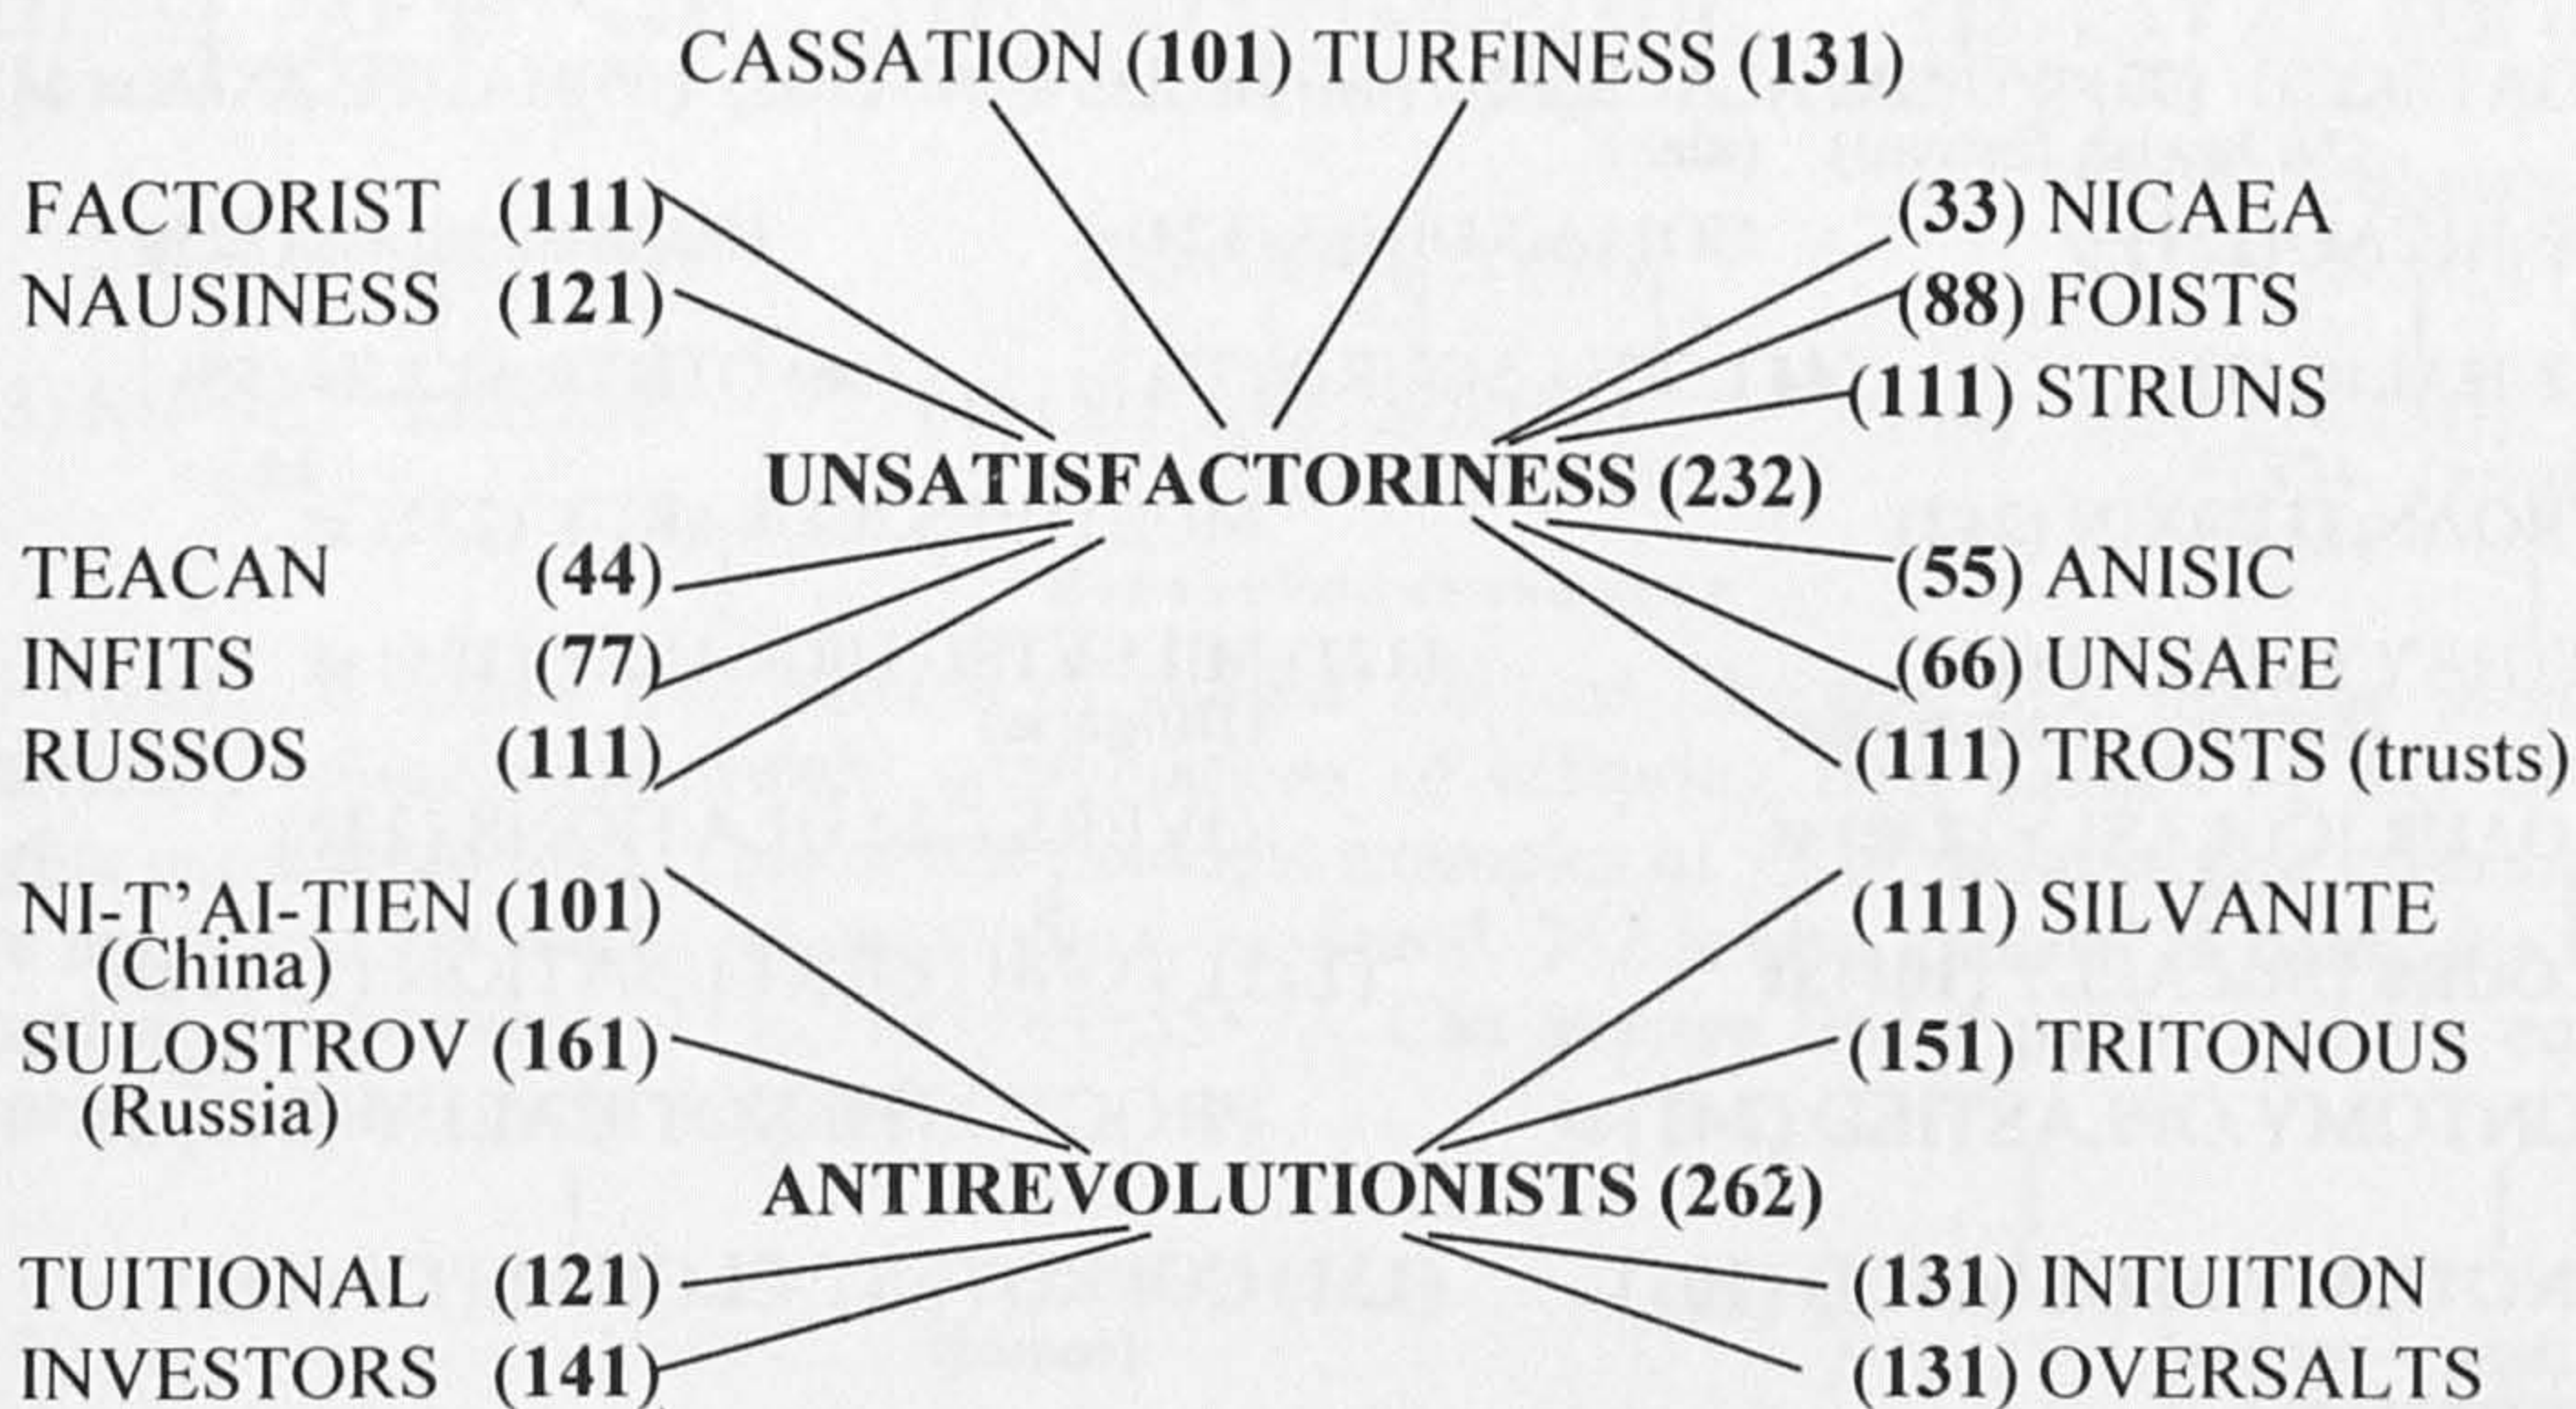 CASSATION (101) TURFINESS (131)
FACTORIST (111)
NAUSINESS (121)
(33) NICAEA
(88) FOISTS
(111) STRUNS
UNSATISFACTORINESS (232)
TEACAN (44)
INFITS (77)
RUSSOS (111)
(55) ANISIC
(66) UNSAFE
(111) TROSTS (trusts)
NI-T'AI-TIEN (101)
(China)
SULOSTROV (161)
(Russia)
(111) SILVANITE
(151) TRITONOUS
ANTIREVOLUTIONISTS (262)
TUITIONAL (121)
INVESTORS (141)
(131) INTUITION
(131) OVERSALTS